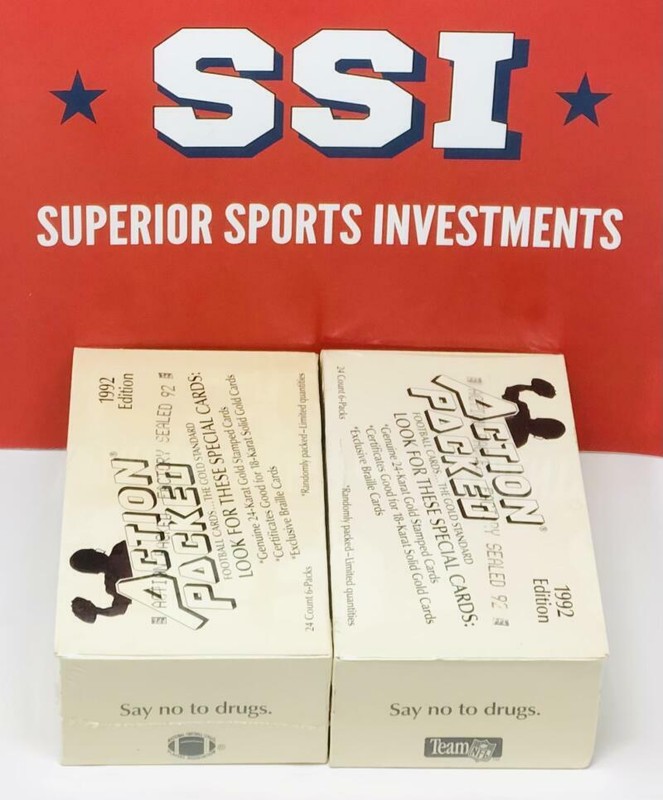 SSI
SUPERIOR SPORTS INVESTMENTS
1992
Edition
ACTION
PACKED®
FACTORY SEALED 92
FOOTBALL CARDS...THE GOLD STANDARD
LOOK FOR THESE SPECIAL CARDS:
*Genuine 24-Karat Gold Stamped Cards
*Certificates Good for 18-Karat Solid Gold Cards
*Exclusive Braille Cards
*Randomly packed-Limited quantities
24 Count 6-Packs
Say no to drugs.
®
1992
Edition
ACTION
PACKED®
SEALED 92
FOOTBALL CARDS...THE GOLD STANDARD
LOOK FOR THESE SPECIAL CARDS:
*Genuine 24-Karat Gold Stamped Cards
*Certificates Good for 18-Karat Solid Gold Cards
*Exclusive Braille Cards
*Randomly packed-Limited quantities
24 Count 6-Packs
Say no to drugs.
Team NFL